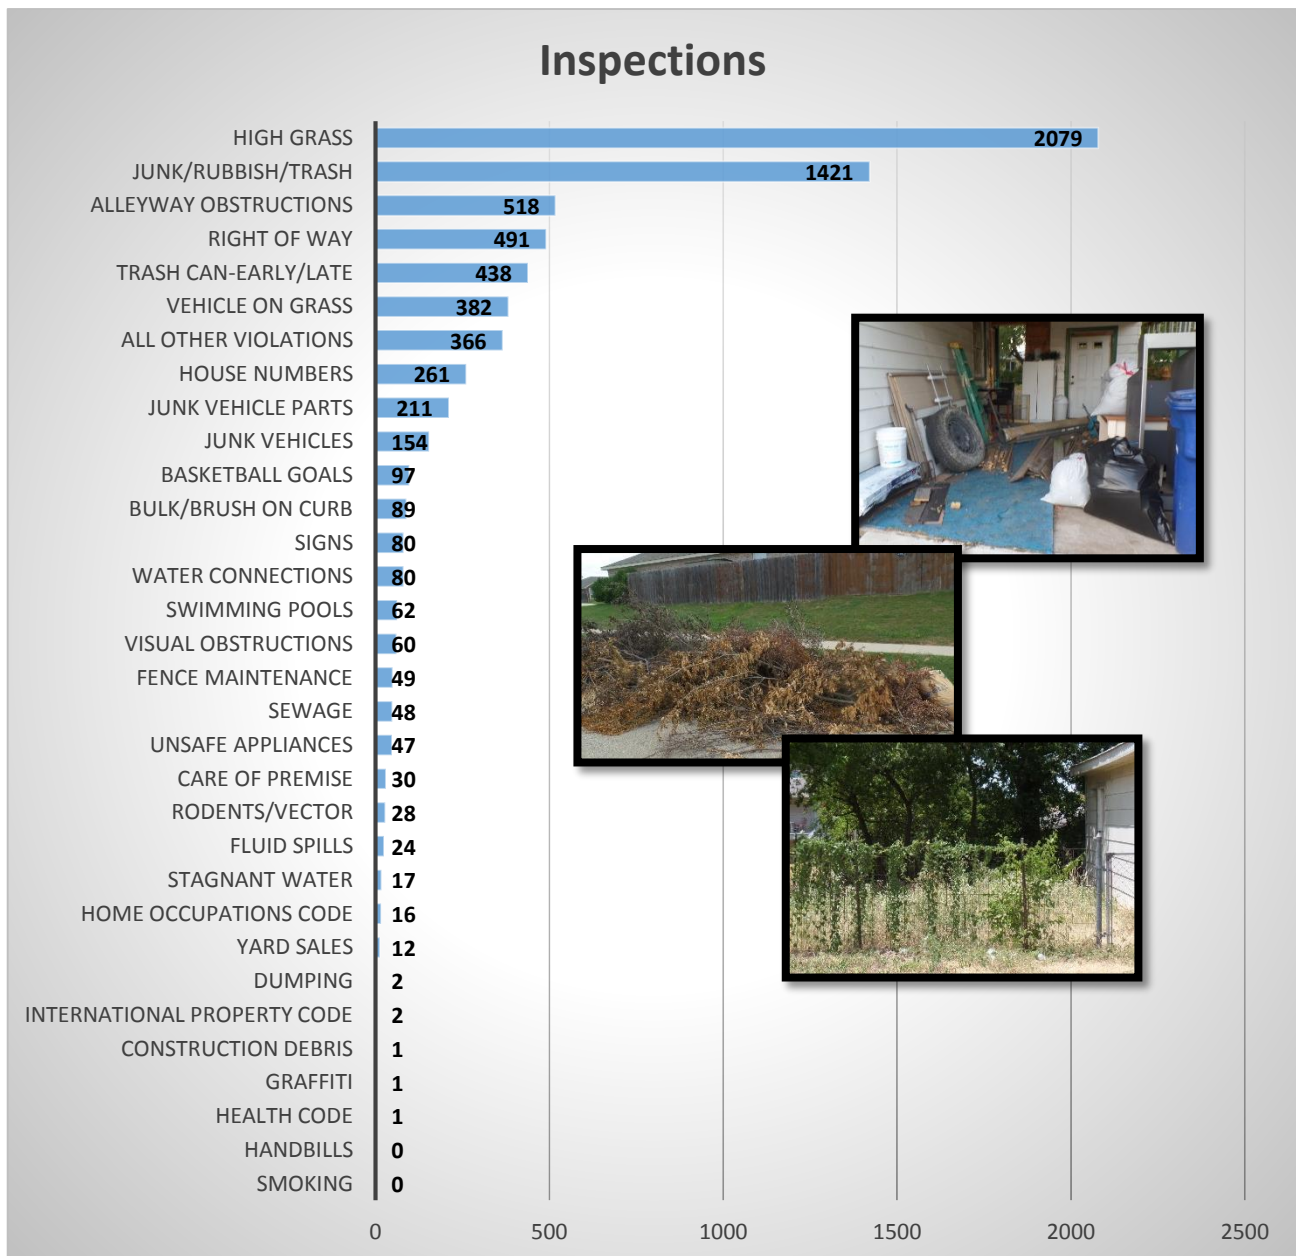 Inspections
HIGH GRASS 2079
JUNK/RUBBISH/TRASH 1421
ALLEYWAY OBSTRUCTIONS 518
RIGHT OF WAY 491
TRASH CAN-EARLY/LATE 438
VEHICLE ON GRASS 382
ALL OTHER VIOLATIONS 366
HOUSE NUMBERS 261
JUNK VEHICLE PARTS 211
JUNK VEHICLES 154
BASKETBALL GOALS 97
BULK/BRUSH ON CURB 89
SIGNS 80
WATER CONNECTIONS 80
SWIMMING POOLS 62
VISUAL OBSTRUCTIONS 60
FENCE MAINTENANCE 49
SEWAGE 48
UNSAFE APPLIANCES 47
CARE OF PREMISE 30
RODENTS/VECTOR 28
FLUID SPILLS 24
STAGNANT WATER 17
HOME OCCUPATIONS CODE 16
YARD SALES 12
DUMPING 2
INTERNATIONAL PROPERTY CODE 2
CONSTRUCTION DEBRIS 1
GRAFFITI 1
HEALTH CODE 1
HANDBILLS 0
SMOKING 0
0 500 1000 1500 2000 2500